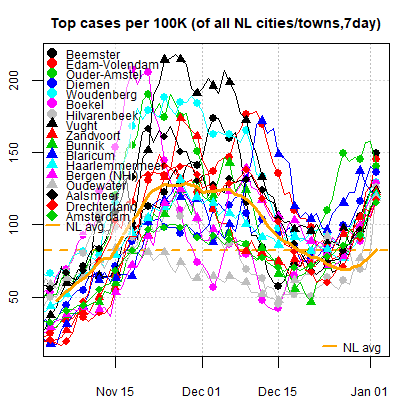 Top cases per 100K (of all NL cities/towns,7day)
Beemster
Edam-Volendam
Ouder-Amstel
Diemen
Woudenberg
Boekel
Hilvarenbeek
Vught
Zandvoort
Bunnik
Blaricum
Haarlemmermeer
Bergen (NH)
Oudewater
Aalsmeer
Drechterland
Amsterdam
NL avg
200
150
100
50
NL avg
Nov 15
Dec 01
Dec 15
Jan 01